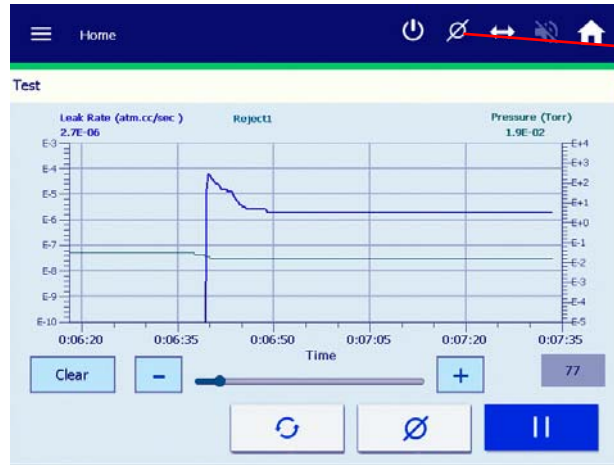 Home
Test
Leak Rate (atm.cc/sec ) Reject1 Pressure (Torr)
2.7E-06 1.9E-02
E-3 E+4
E+3
E-4
E+2
E-5
E+1
E-6 E+0
E-7 E-1
E-8 E-2
E-3
E-9
E-4
E-10 E-5
0:06:20 0:06:35 0:06:50 0:07:05 0:07:20 0:07:35
Time
Clear - + 77